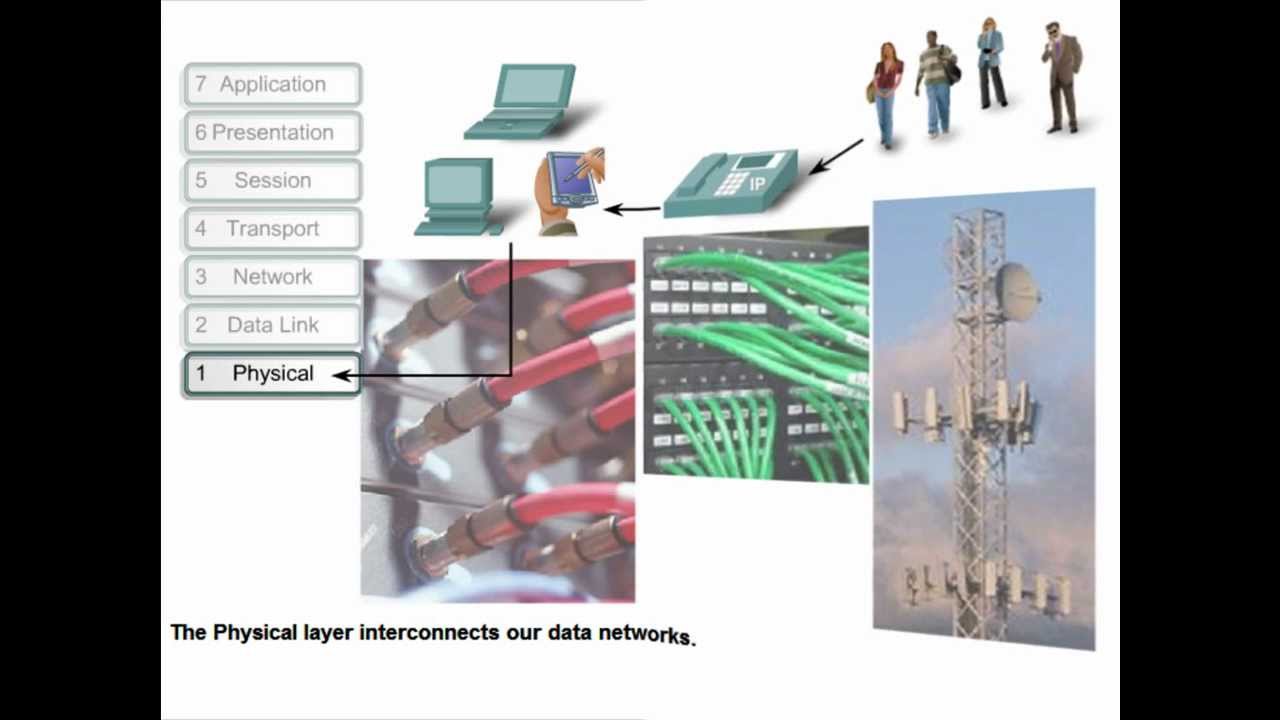 7 Application
6 Presentation
5 Session
4 Transport
3 Network
2 Data Link
1 Physical
IP
The Physical layer interconnects our data networks.